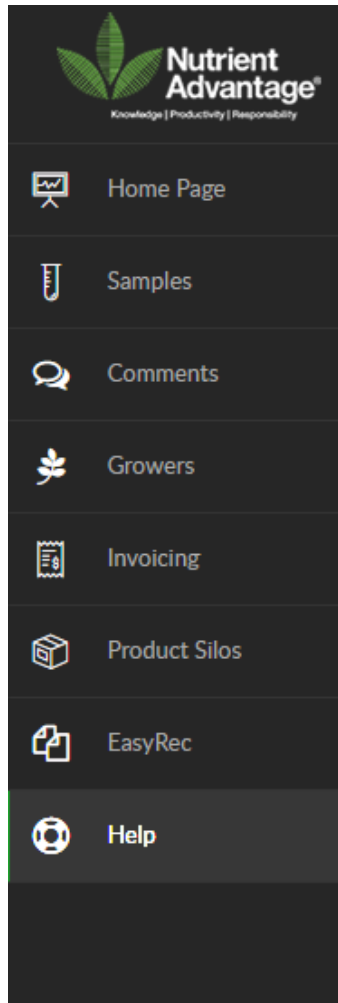 Nutrient
Advantage®
Knowledge | Productivity | Responsibility
Home Page
Samples
Comments
Growers
Invoicing
Product Silos
EasyRec
Help